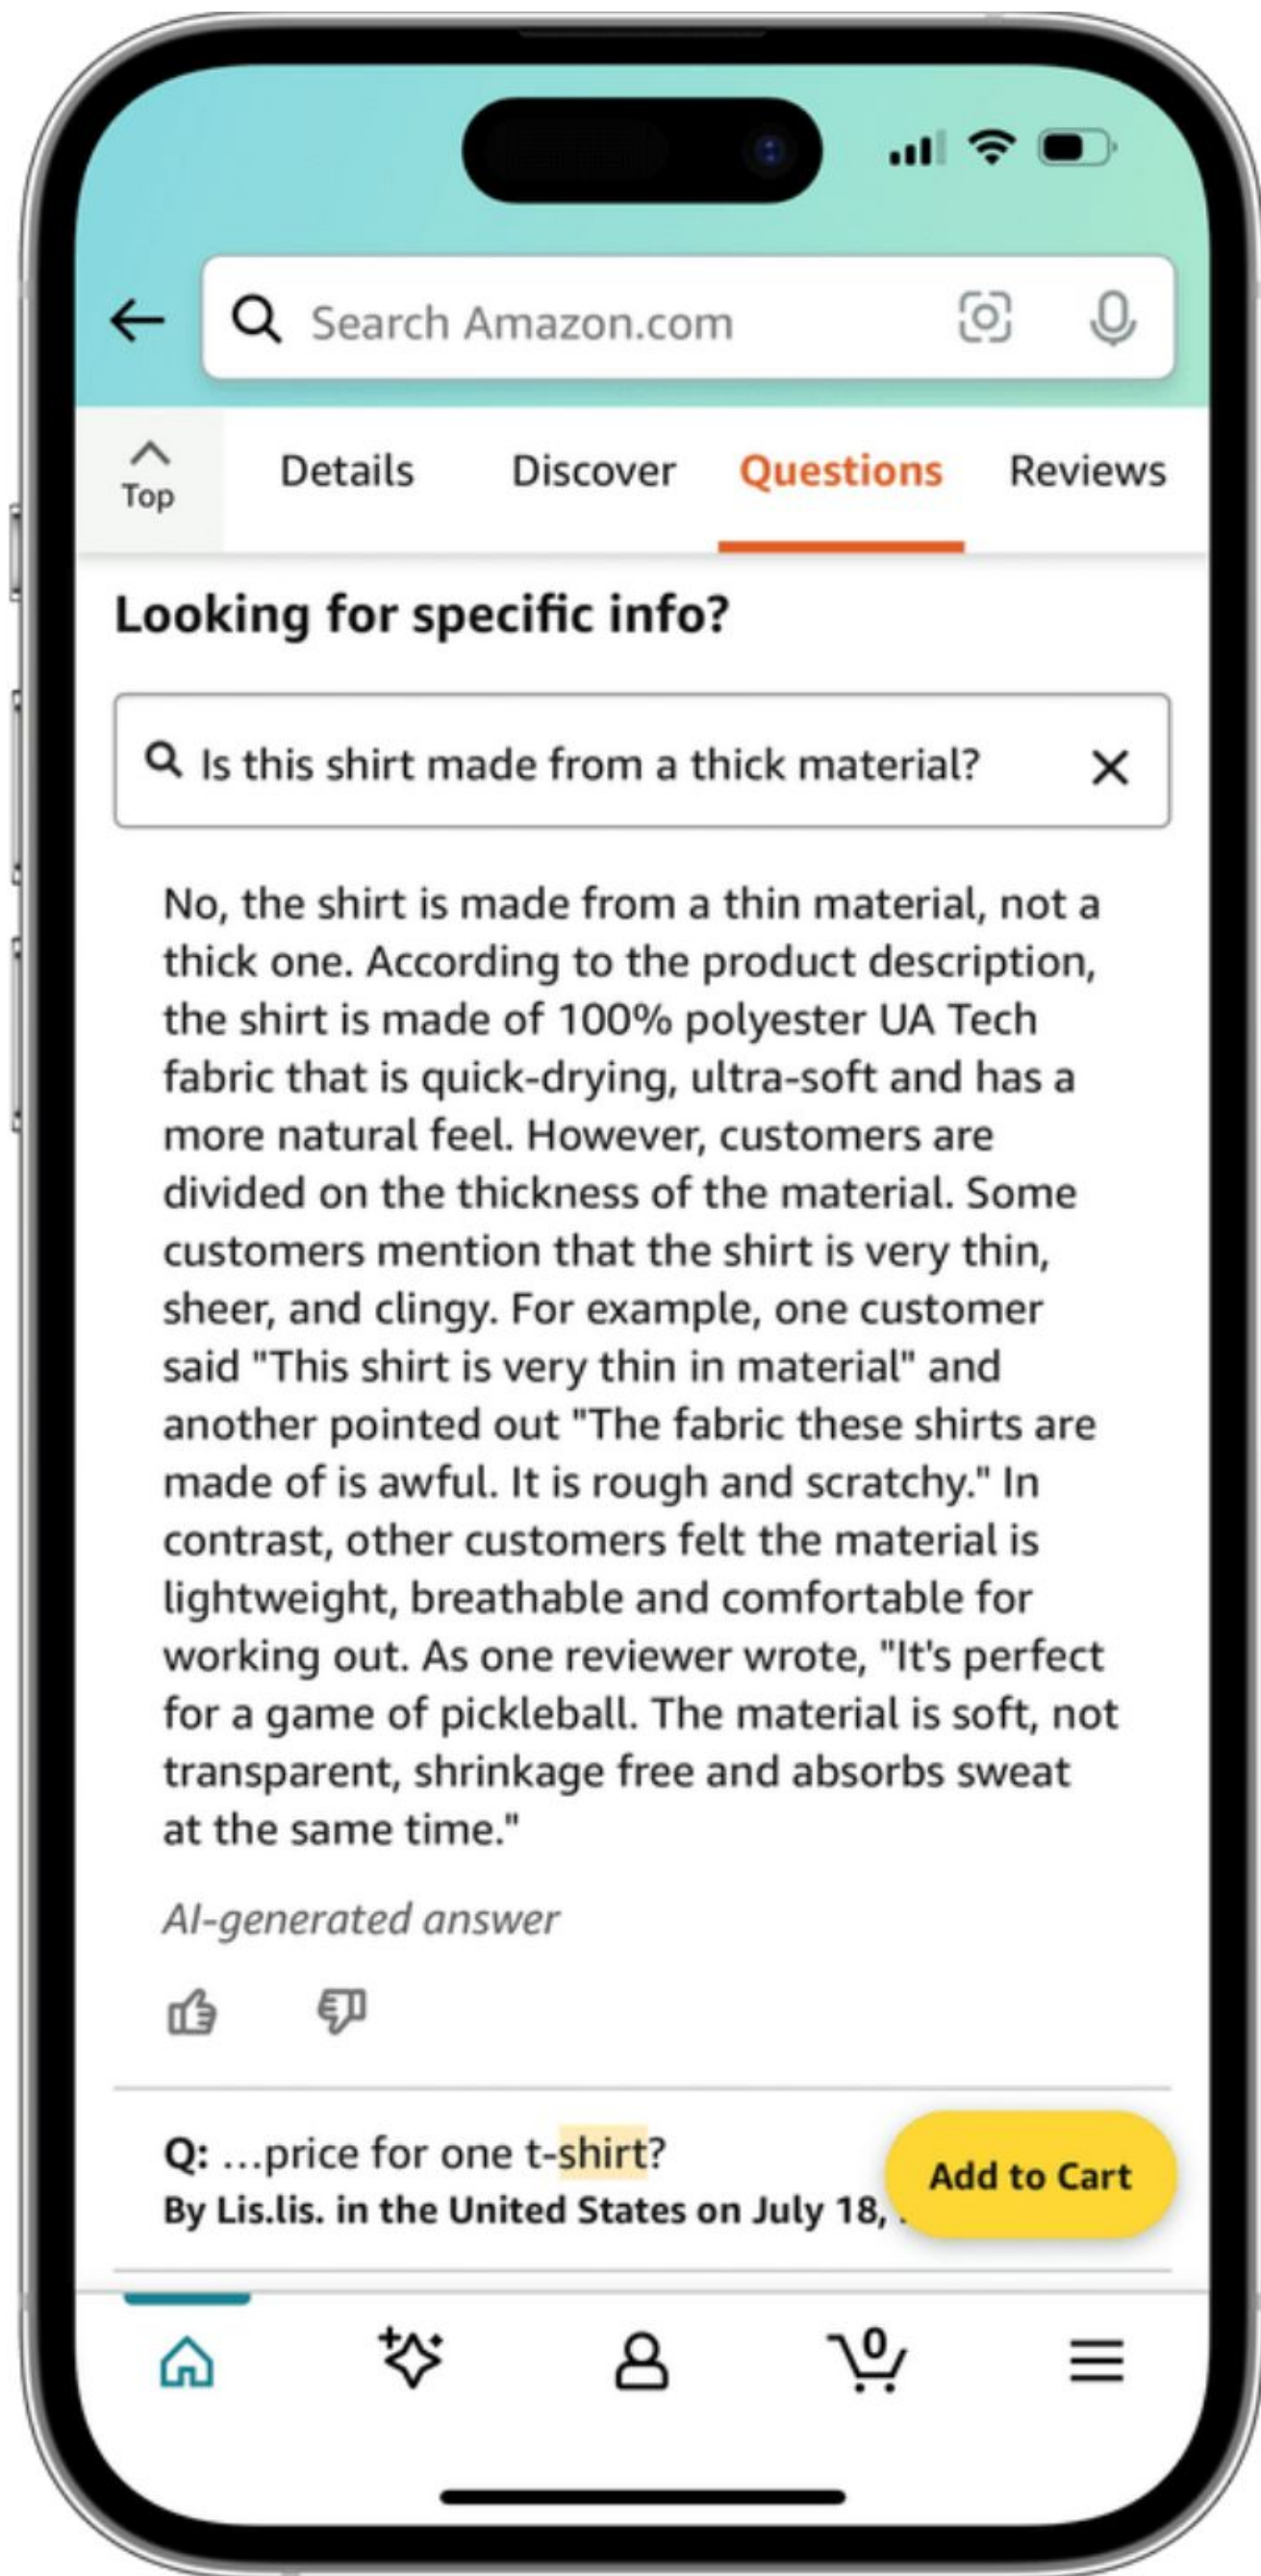 Search Amazon.com
Top
Details
Discover
Questions
Reviews
Looking for specific info?
Is this shirt made from a thick material?
No, the shirt is made from a thin material, not a
thick one. According to the product description,
the shirt is made of 100% polyester UA Tech
fabric that is quick-drying, ultra-soft and has a
more natural feel. However, customers are
divided on the thickness of the material. Some
customers mention that the shirt is very thin,
sheer, and clingy. For example, one customer
said "This shirt is very thin in material" and
another pointed out "The fabric these shirts are
made of is awful. It is rough and scratchy." In
contrast, other customers felt the material is
lightweight, breathable and comfortable for
working out. As one reviewer wrote, "It's perfect
for a game of pickleball. The material is soft, not
transparent, shrinkage free and absorbs sweat
at the same time."
AI-generated answer
Q: ...price for one t-shirt?
By Lis.lis. in the United States on July 18,
Add to Cart
0